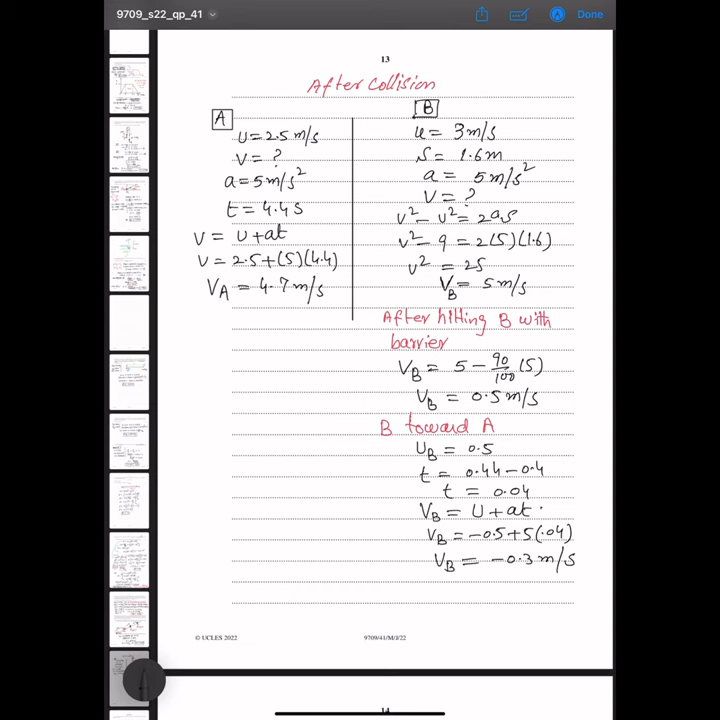 9709_s22_qp_41
Done
13
After Collision
A
u = 2.5 m/s
V = ?
a = 5 m/s²
t = 4.4 s
V = U + at
V = 2.5 + (5)(4.4)
VA = 4.7 m/s
B
u = 3 m/s
S = 1.6 m
a = 5 m/s²
V = ?
V² - U² = 2as
V² - 9 = 2(5)(1.6)
V² = 25
VB = 5 m/s
After hitting B with
barrier
VB = 5 - 90/100 (5)
VB = 0.5 m/s
B toward A
UB = 0.5
t = 0.44 - 0.4
t = 0.04
VB = U + at
VB = -0.5 + 5(.04)
VB = -0.3 m/s
© UCLES 2022
9709/41/M/J/22
14